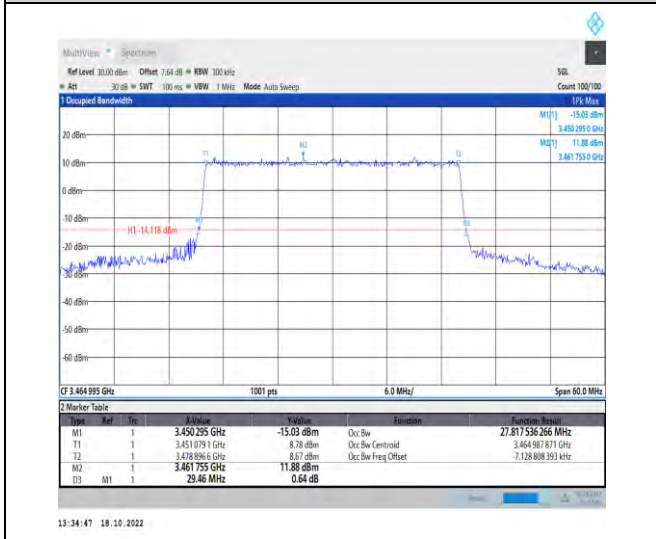 MultiView Spectrum
Ref Level 30.00 dBm Offset 7.64 dB RBW 300 kHz SGL
Att 30 dB SWT 100 ms VBW 1 MHz Mode Auto Sweep Count 100/100
1 Occupied Bandwidth 1Pk Max
M1[1] -15.03 dBm
3.450 295 0 GHz
M2[1] 11.88 dBm
3.461 755 0 GHz
20 dBm
T1 M2 T2
10 dBm
0 dBm
-10 dBm
H1 -14.118 dBm
-20 dBm
-40 dBm
-50 dBm
-60 dBm
CF 3.464 995 GHz 1001 pts 6.0 MHz/ Span 60.0 MHz
2 Marker Table
Type Ref Trc X-Value Y-Value Function Function Result
M1 1 3.450 295 GHz -15.03 dBm Occ Bw 27.817 536 266 MHz
T1 1 3.451 079 1 GHz 8.78 dBm Occ Bw Centroid 3.464 987 871 GHz
T2 1 3.478 896 6 GHz 8.67 dBm Occ Bw Freq Offset -7.128 808 393 kHz
M2 1 3.461 755 GHz 11.88 dBm
D3 M1 1 29.46 MHz 0.64 dB
13:34:47 18.10.2022